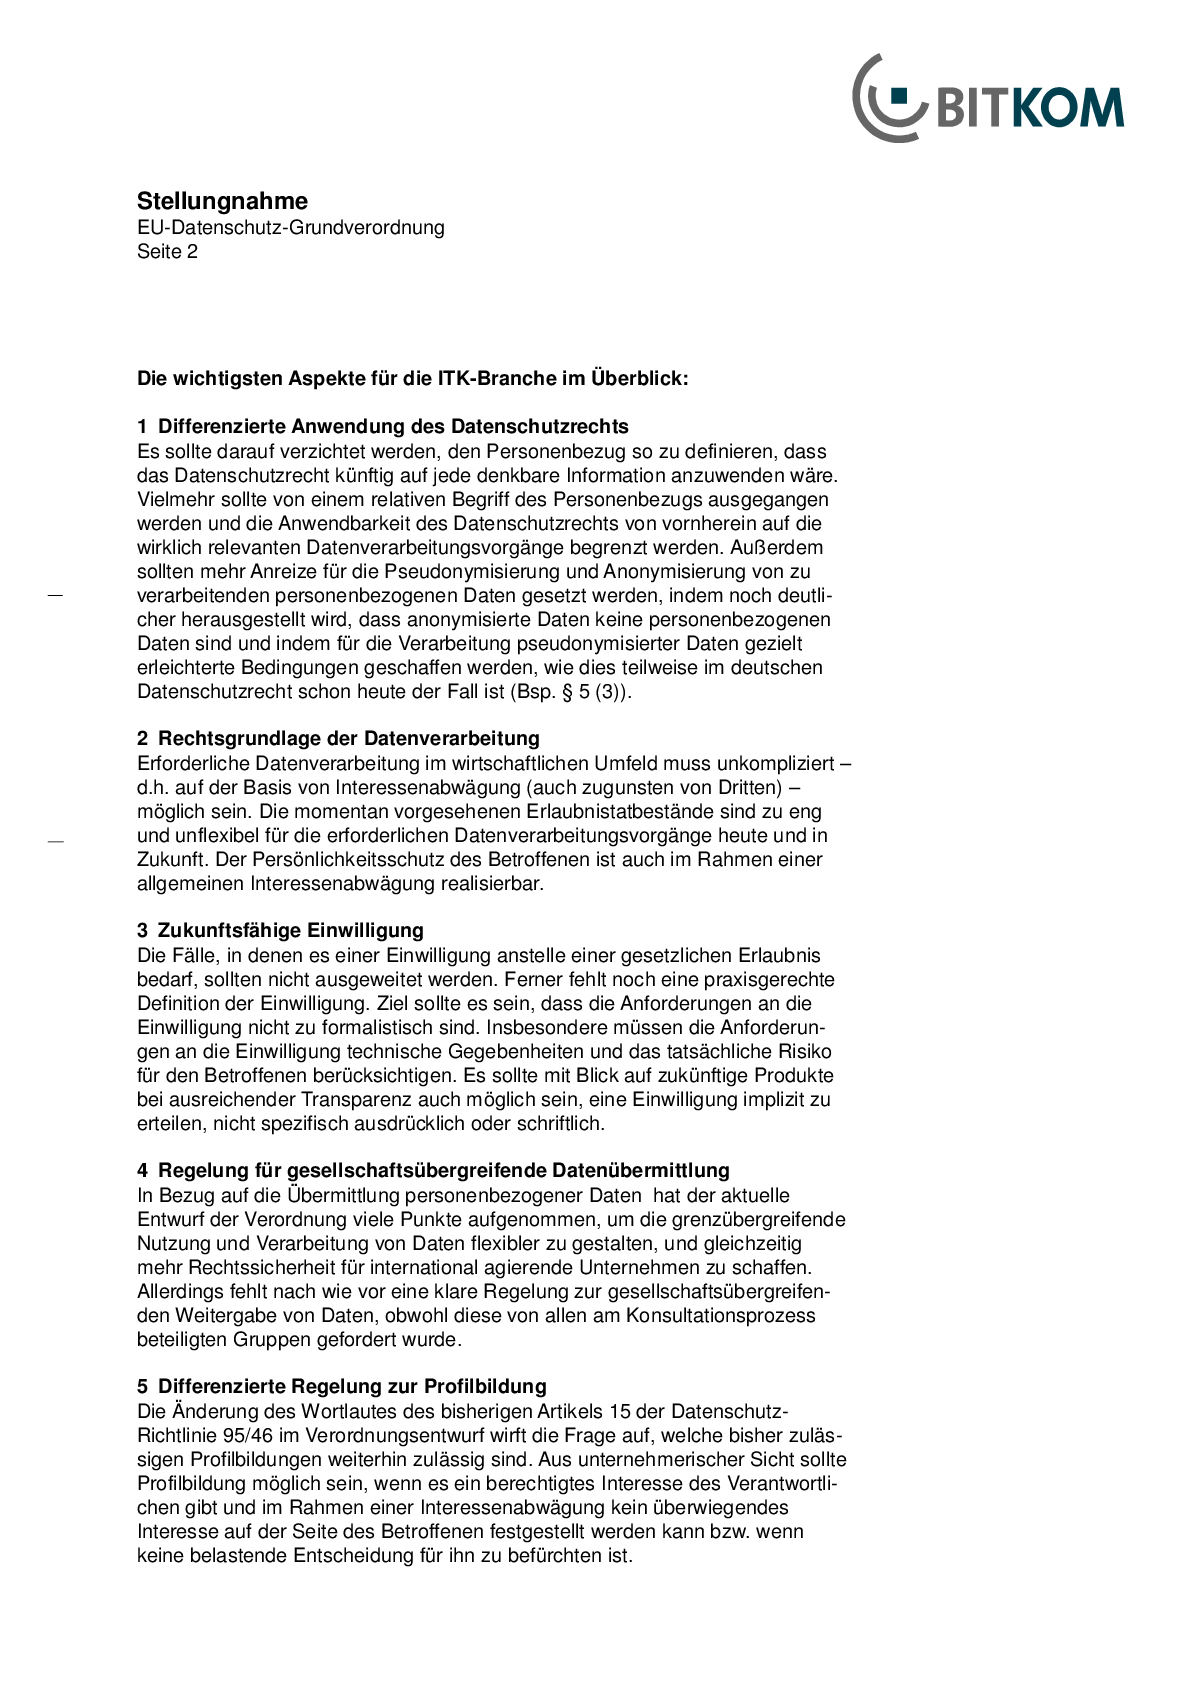 BITKOM
Stellungnahme
EU-Datenschutz-Grundverordnung
Seite 2
Die wichtigsten Aspekte für die ITK-Branche im Überblick:
1 Differenzierte Anwendung des Datenschutzrechts
Es sollte darauf verzichtet werden, den Personenbezug so zu definieren, dass
das Datenschutzrecht künftig auf jede denkbare Information anzuwenden wäre.
Vielmehr sollte von einem relativen Begriff des Personenbezugs ausgegangen
werden und die Anwendbarkeit des Datenschutzrechts von vornherein auf die
wirklich relevanten Datenverarbeitungsvorgänge begrenzt werden. Außerdem
sollten mehr Anreize für die Pseudonymisierung und Anonymisierung von zu
verarbeitenden personenbezogenen Daten gesetzt werden, indem noch deutli-
cher herausgestellt wird, dass anonymisierte Daten keine personenbezogenen
Daten sind und indem für die Verarbeitung pseudonymisierter Daten gezielt
erleichterte Bedingungen geschaffen werden, wie dies teilweise im deutschen
Datenschutzrecht schon heute der Fall ist (Bsp. § 5 (3)).
2 Rechtsgrundlage der Datenverarbeitung
Erforderliche Datenverarbeitung im wirtschaftlichen Umfeld muss unkompliziert –
d.h. auf der Basis von Interessenabwägung (auch zugunsten von Dritten) –
möglich sein. Die momentan vorgesehenen Erlaubnistatbestände sind zu eng
und unflexibel für die erforderlichen Datenverarbeitungsvorgänge heute und in
Zukunft. Der Persönlichkeitsschutz des Betroffenen ist auch im Rahmen einer
allgemeinen Interessenabwägung realisierbar.
3 Zukunftsfähige Einwilligung
Die Fälle, in denen es einer Einwilligung anstelle einer gesetzlichen Erlaubnis
bedarf, sollten nicht ausgeweitet werden. Ferner fehlt noch eine praxisgerechte
Definition der Einwilligung. Ziel sollte es sein, dass die Anforderungen an die
Einwilligung nicht zu formalistisch sind. Insbesondere müssen die Anforderun-
gen an die Einwilligung technische Gegebenheiten und das tatsächliche Risiko
für den Betroffenen berücksichtigen. Es sollte mit Blick auf zukünftige Produkte
bei ausreichender Transparenz auch möglich sein, eine Einwilligung implizit zu
erteilen, nicht spezifisch ausdrücklich oder schriftlich.
4 Regelung für gesellschaftsübergreifende Datenübermittlung
In Bezug auf die Übermittlung personenbezogener Daten hat der aktuelle
Entwurf der Verordnung viele Punkte aufgenommen, um die grenzübergreifende
Nutzung und Verarbeitung von Daten flexibler zu gestalten, und gleichzeitig
mehr Rechtssicherheit für international agierende Unternehmen zu schaffen.
Allerdings fehlt nach wie vor eine klare Regelung zur gesellschaftsübergreifen-
den Weitergabe von Daten, obwohl diese von allen am Konsultationsprozess
beteiligten Gruppen gefordert wurde.
5 Differenzierte Regelung zur Profilbildung
Die Änderung des Wortlautes des bisherigen Artikels 15 der Datenschutz-
Richtlinie 95/46 im Verordnungsentwurf wirft die Frage auf, welche bisher zuläs-
sigen Profilbildungen weiterhin zulässig sind. Aus unternehmerischer Sicht sollte
Profilbildung möglich sein, wenn es ein berechtigtes Interesse des Verantwortli-
chen gibt und im Rahmen einer Interessenabwägung kein überwiegendes
Interesse auf der Seite des Betroffenen festgestellt werden kann bzw. wenn
keine belastende Entscheidung für ihn zu befürchten ist.